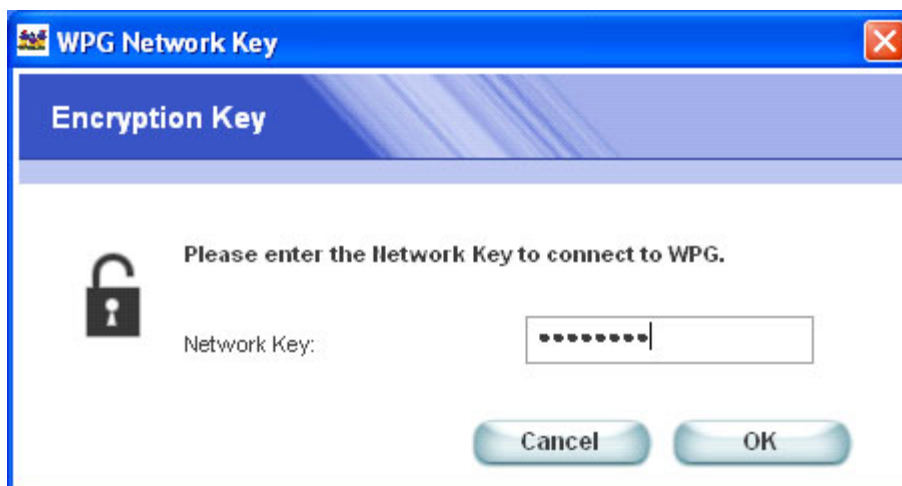 WPG Network Key
Encryption Key
Please enter the Network Key to connect to WPG.
Network Key: ••••••••
Cancel OK